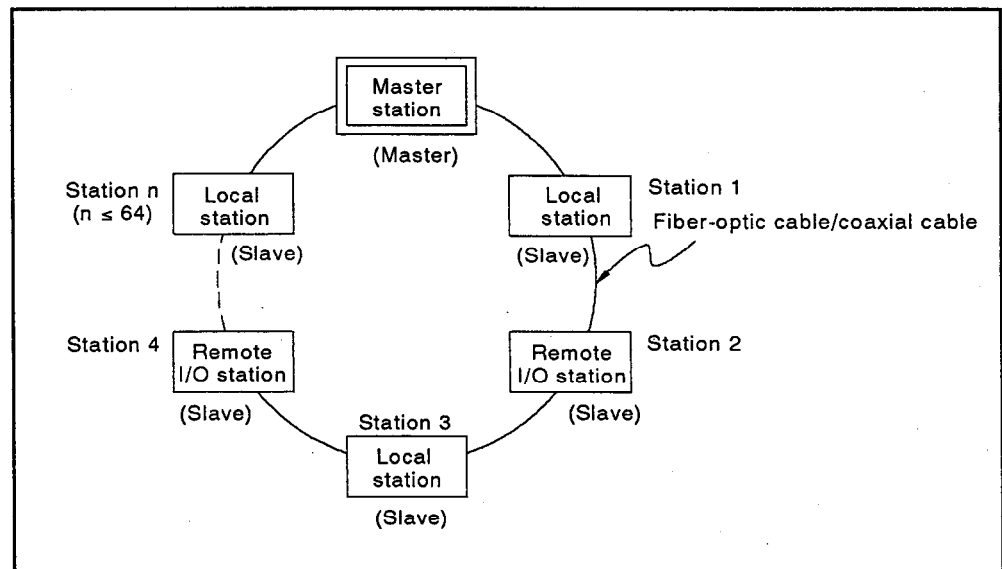 Master
station
(Master)
Station n
(n ≤ 64)
Local
station
(Slave)
Local
station
(Slave)
Station 1
Fiber-optic cable/coaxial cable
Station 4
Remote
I/O station
(Slave)
Remote
I/O station
(Slave)
Station 2
Station 3
Local
station
(Slave)